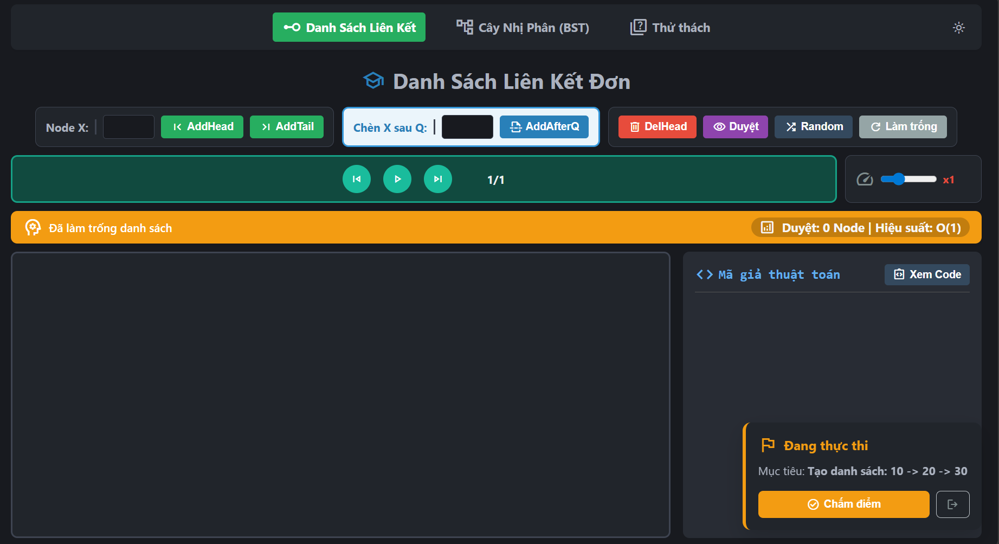 Danh Sách Liên Kết
Cây Nhị Phân (BST)
Thử thách
Danh Sách Liên Kết Đơn
Node X:
AddHead
AddTail
Chèn X sau Q:
AddAfterQ
DelHead
Duyệt
Random
Làm trống
1/1
x1
Đã làm trống danh sách
Duyệt: 0 Node | Hiệu suất: O(1)
Mã giả thuật toán
Xem Code
Đang thực thi
Mục tiêu: Tạo danh sách: 10 -> 20 -> 30
Chấm điểm